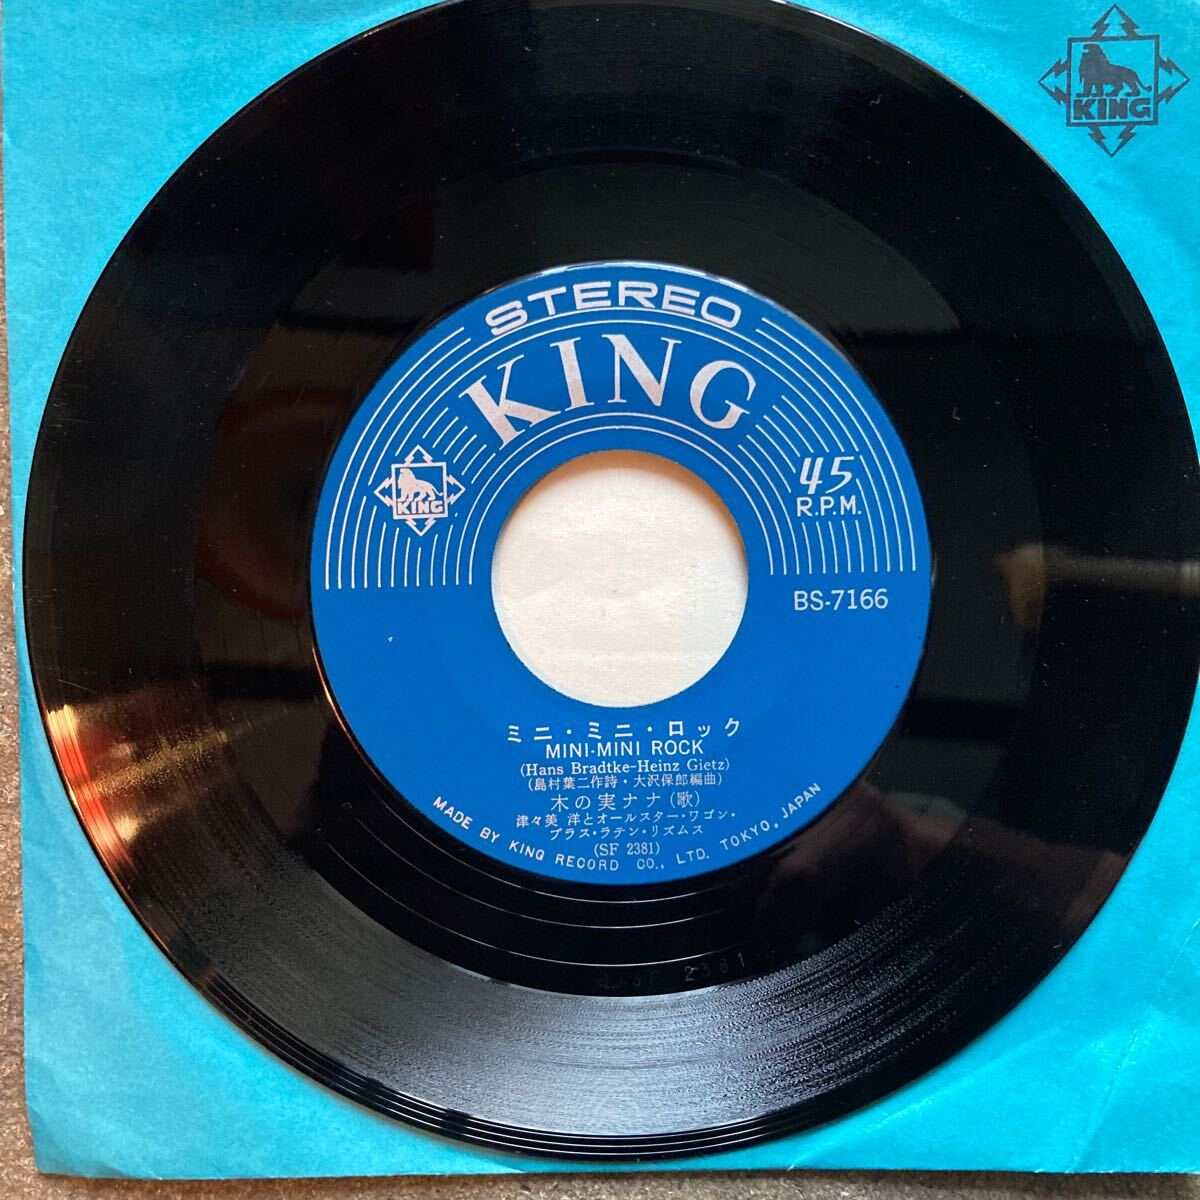 KING
STEREO
KING
KING
45
R.P.M.
BS-7166
ミニ・ミニ・ロック
MINI-MINI ROCK
(Hans Bradtke-Heinz Gietz)
(島村葉二作詩・大沢保郎編曲)
木の実ナナ(歌)
津々美 洋とオールスター・ワゴン・
ブラス・ラテン・リズムス
(SF 2381)
MADE BY KING RECORD CO., LTD. TOKYO, JAPAN
SF 2381